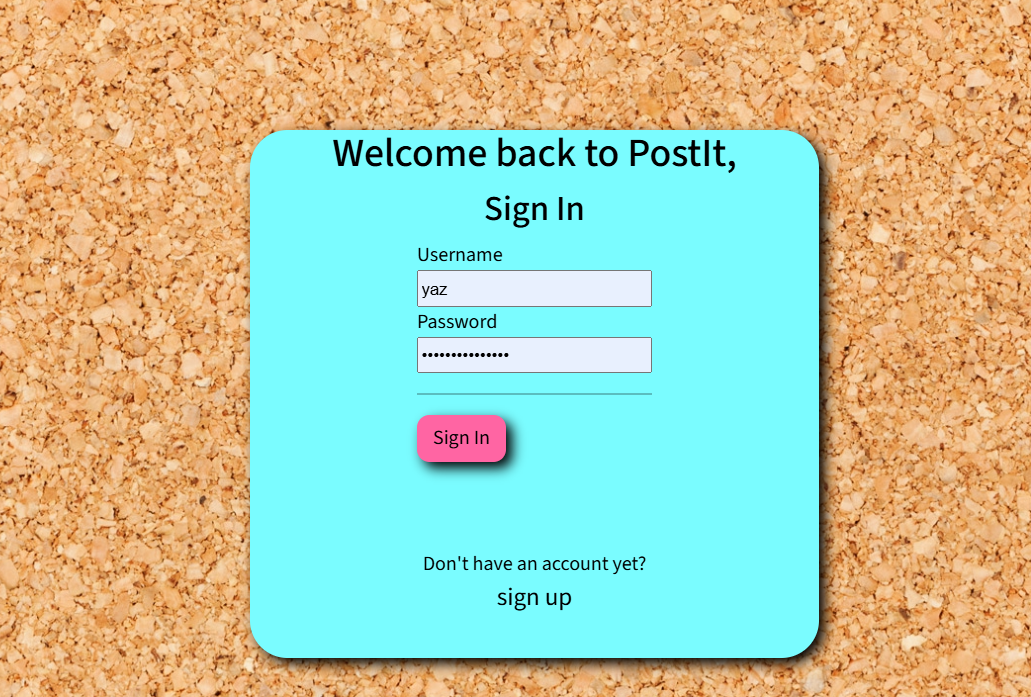 Welcome back to PostIt,
Sign In
Username
yaz
Password
•••••••••••••••
Sign In
Don't have an account yet?
sign up